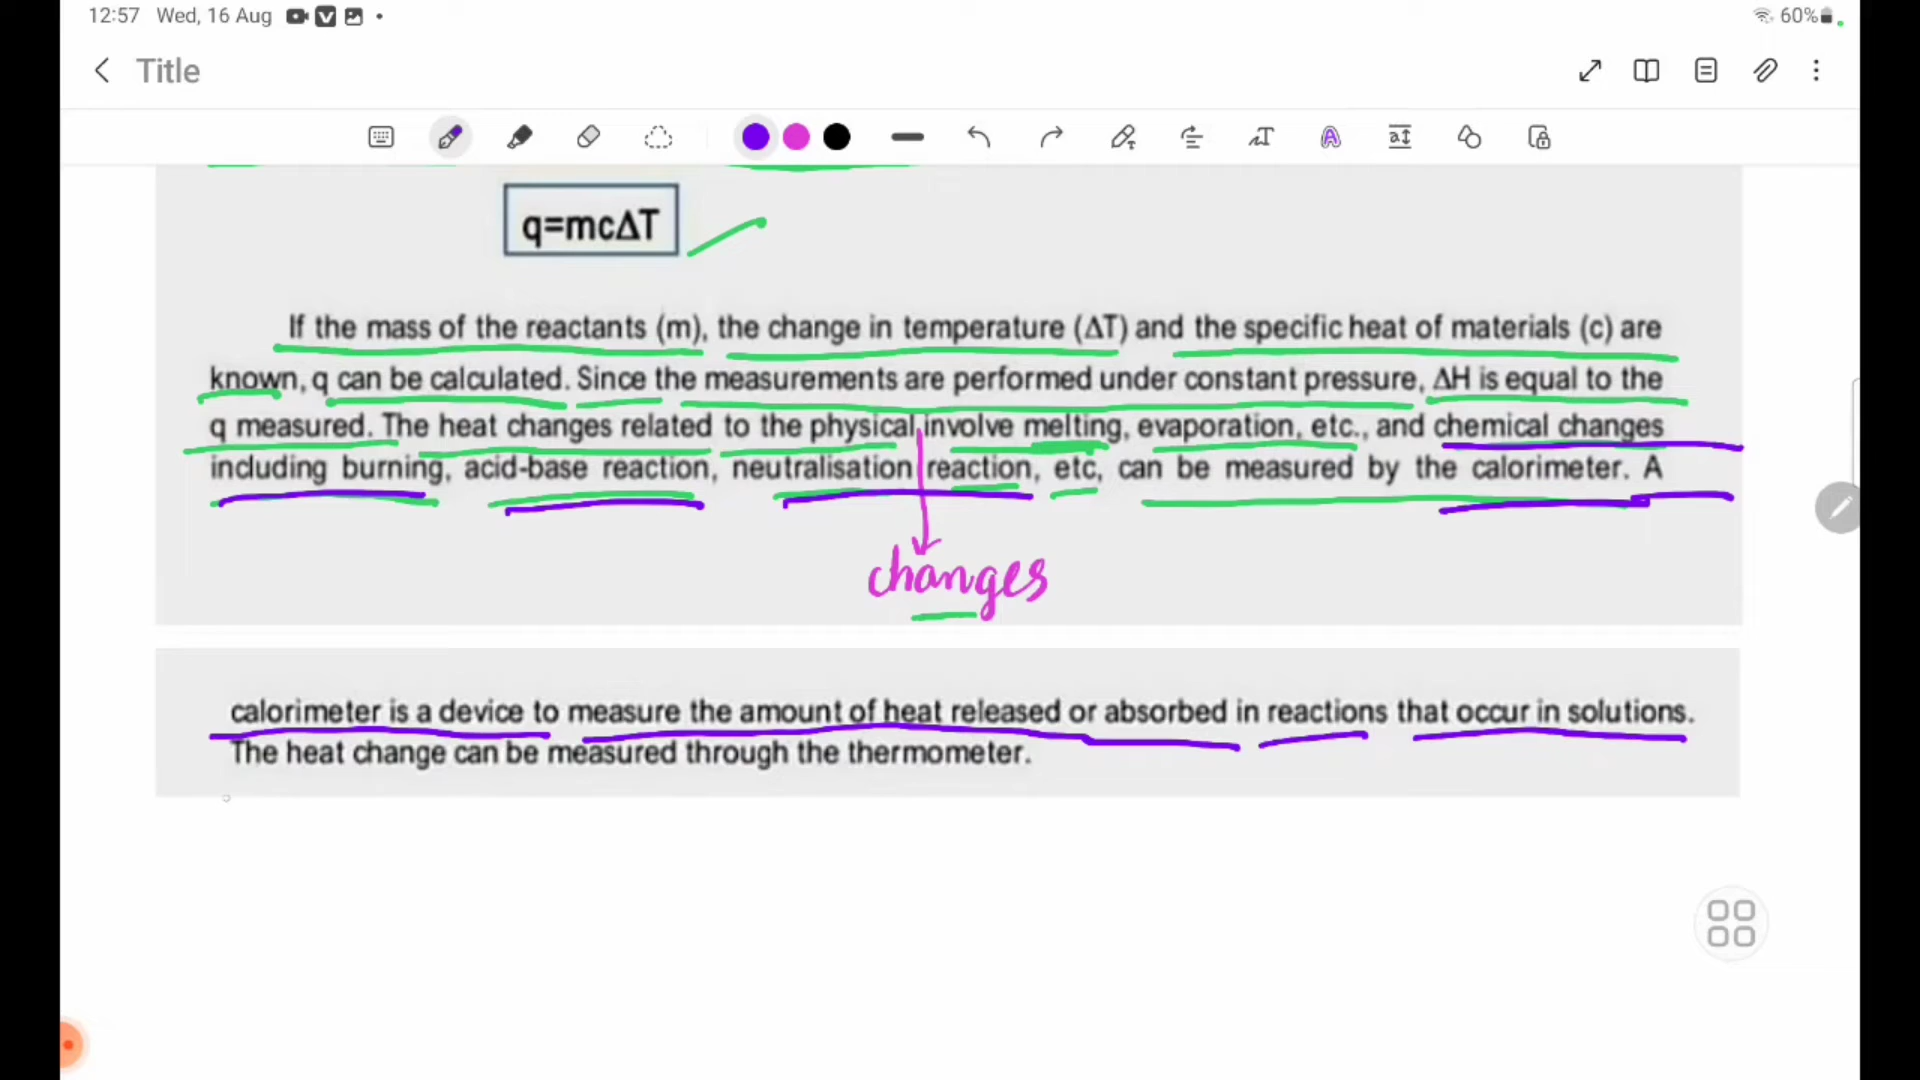 12:57 Wed, 16 Aug
60%
Title
q=mcΔT
If the mass of the reactants (m), the change in temperature (ΔT) and the specific heat of materials (c) are
known, q can be calculated. Since the measurements are performed under constant pressure, ΔH is equal to the
q measured. The heat changes related to the physical involve melting, evaporation, etc., and chemical changes
including burning, acid-base reaction, neutralisation reaction, etc, can be measured by the calorimeter. A
changes
calorimeter is a device to measure the amount of heat released or absorbed in reactions that occur in solutions.
The heat change can be measured through the thermometer.